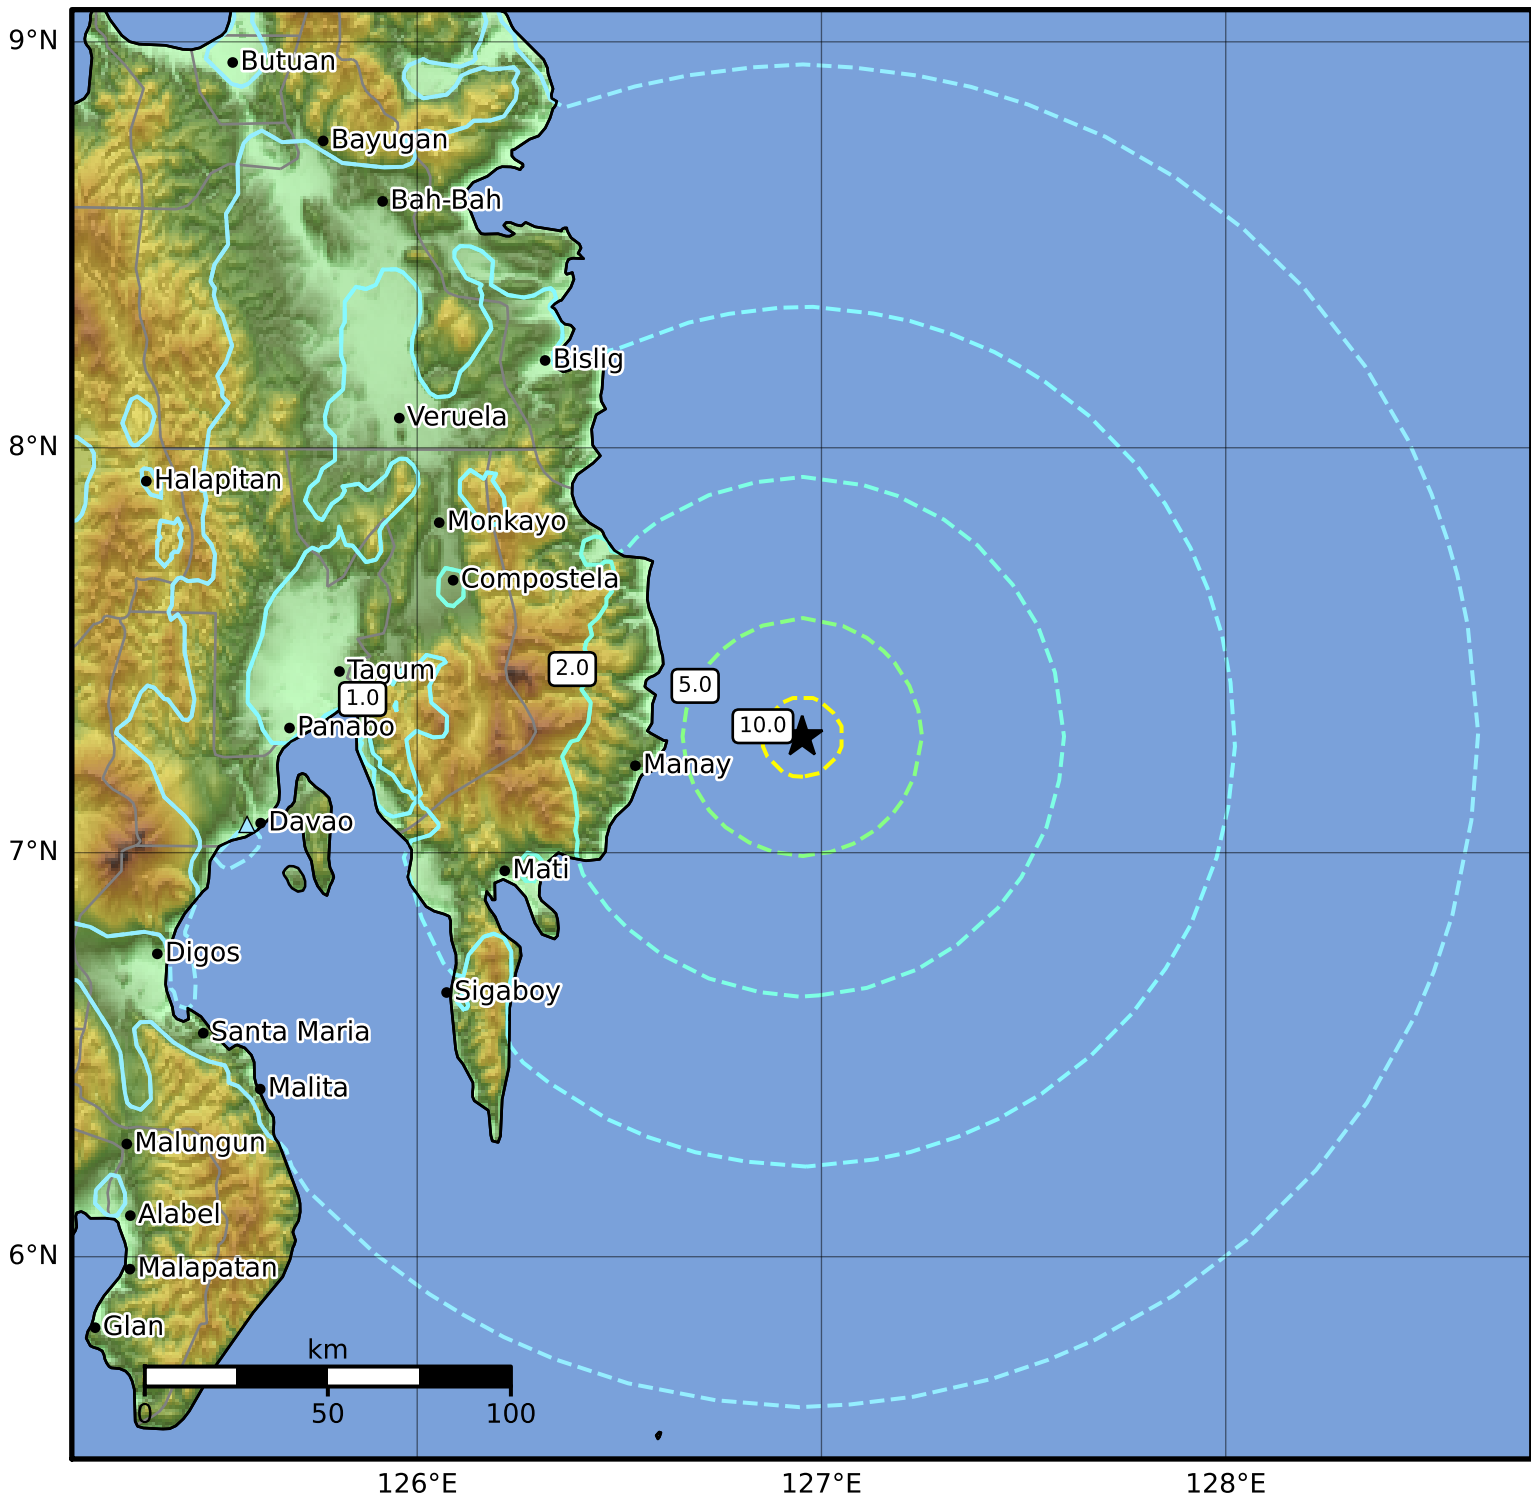 9°N
Butuan
Bayugan
Bah-Bah
Bislig
Veruela
8°N
Halapitan
Monkayo
Compostela
Tagum
2.0
5.0
1.0
10.0
Panabo
Manay
Davao
7°N
Mati
Digos
Sigaboy
Santa Maria
Malita
Malungun
Alabel
6°N
Malapatan
Glan
km
0 50 100
126°E 127°E 128°E